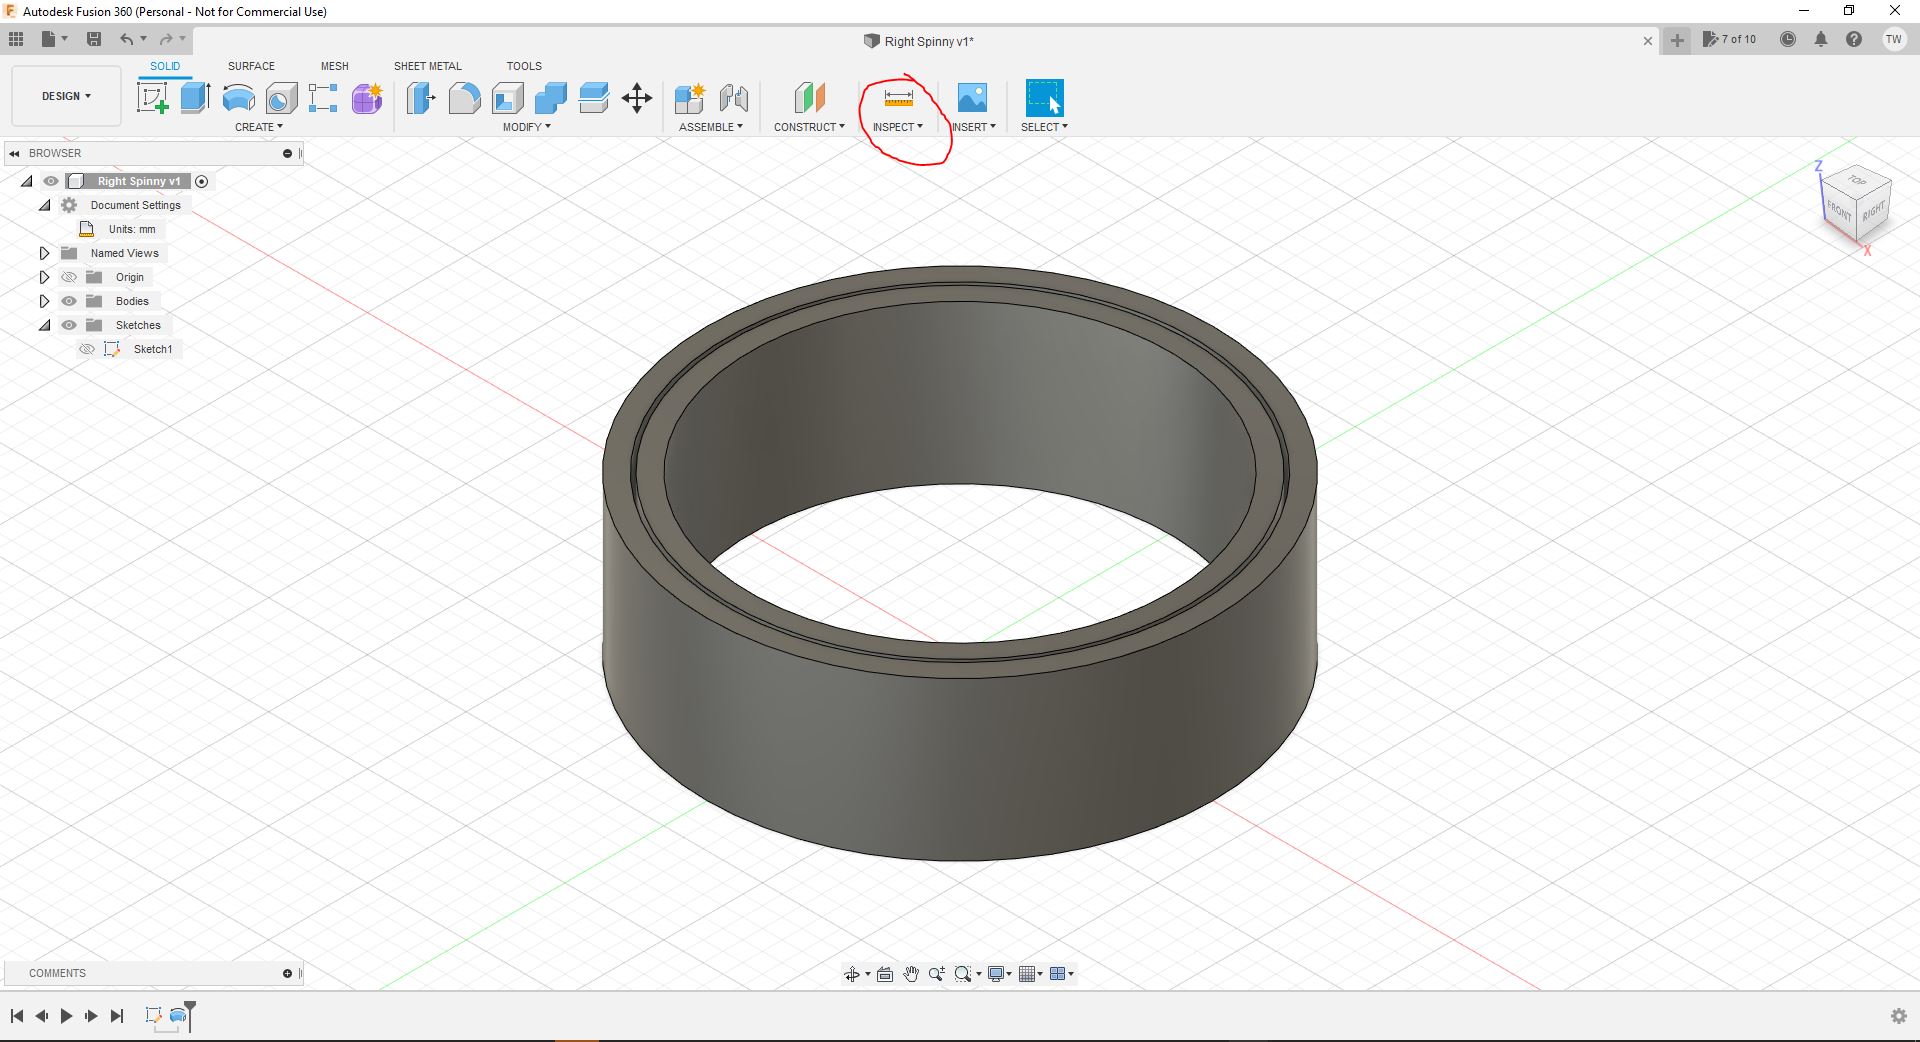 Autodesk Fusion 360 (Personal - Not for Commercial Use)
Right Spinny v1*
7 of 10
TW
DESIGN
SOLID SURFACE MESH SHEET METAL TOOLS
CREATE MODIFY ASSEMBLE CONSTRUCT INSPECT INSERT SELECT
BROWSER
Right Spinny v1
Document Settings
Units: mm
Named Views
Origin
Bodies
Sketches
Sketch1
Z
TOP
FRONT
RIGHT
X
COMMENTS